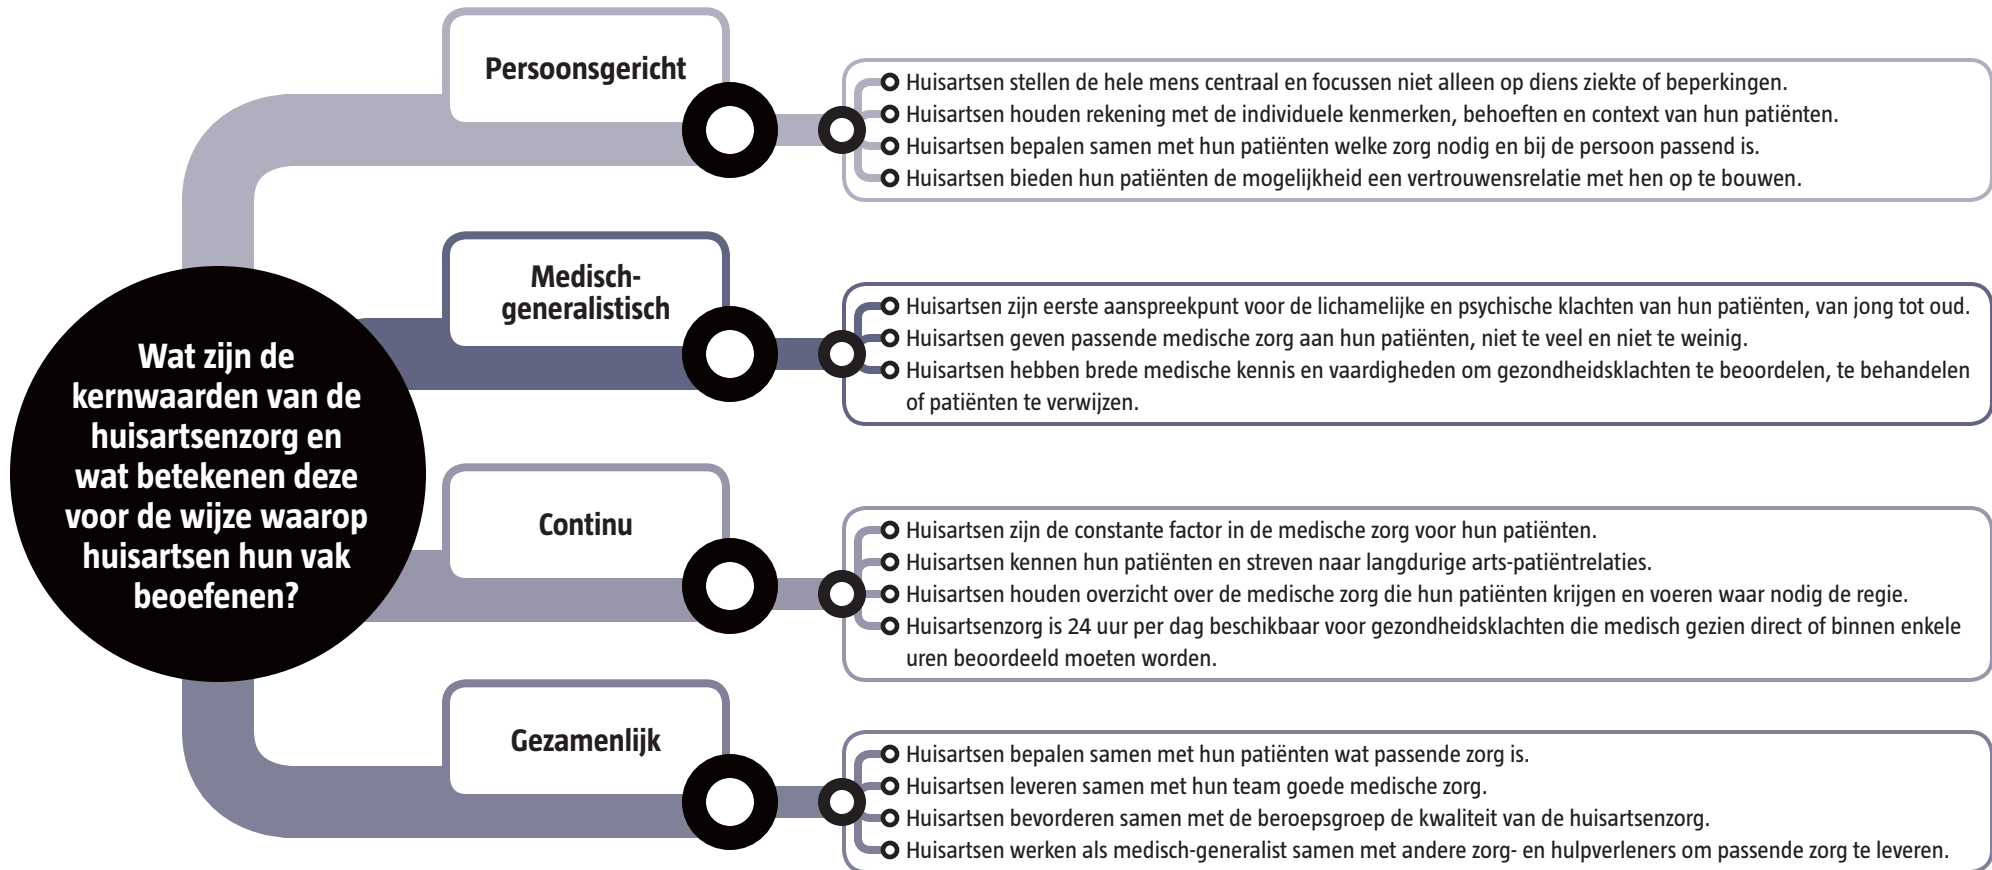 Wat zijn de
kernwaarden van de
huisartsenzorg en
wat betekenen deze
voor de wijze waarop
huisartsen hun vak
beoefenen?
Persoonsgericht
Huisartsen stellen de hele mens centraal en focussen niet alleen op diens ziekte of beperkingen.
Huisartsen houden rekening met de individuele kenmerken, behoeften en context van hun patiënten.
Huisartsen bepalen samen met hun patiënten welke zorg nodig en bij de persoon passend is.
Huisartsen bieden hun patiënten de mogelijkheid een vertrouwensrelatie met hen op te bouwen.
Medisch-
generalistisch
Huisartsen zijn eerste aanspreekpunt voor de lichamelijke en psychische klachten van hun patiënten, van jong tot oud.
Huisartsen geven passende medische zorg aan hun patiënten, niet te veel en niet te weinig.
Huisartsen hebben brede medische kennis en vaardigheden om gezondheidsklachten te beoordelen, te behandelen
of patiënten te verwijzen.
Continu
Huisartsen zijn de constante factor in de medische zorg voor hun patiënten.
Huisartsen kennen hun patiënten en streven naar langdurige arts-patiëntrelaties.
Huisartsen houden overzicht over de medische zorg die hun patiënten krijgen en voeren waar nodig de regie.
Huisartsenzorg is 24 uur per dag beschikbaar voor gezondheidsklachten die medisch gezien direct of binnen enkele
uren beoordeeld moeten worden.
Gezamenlijk
Huisartsen bepalen samen met hun patiënten wat passende zorg is.
Huisartsen leveren samen met hun team goede medische zorg.
Huisartsen bevorderen samen met de beroepsgroep de kwaliteit van de huisartsenzorg.
Huisartsen werken als medisch-generalist samen met andere zorg- en hulpverleners om passende zorg te leveren.